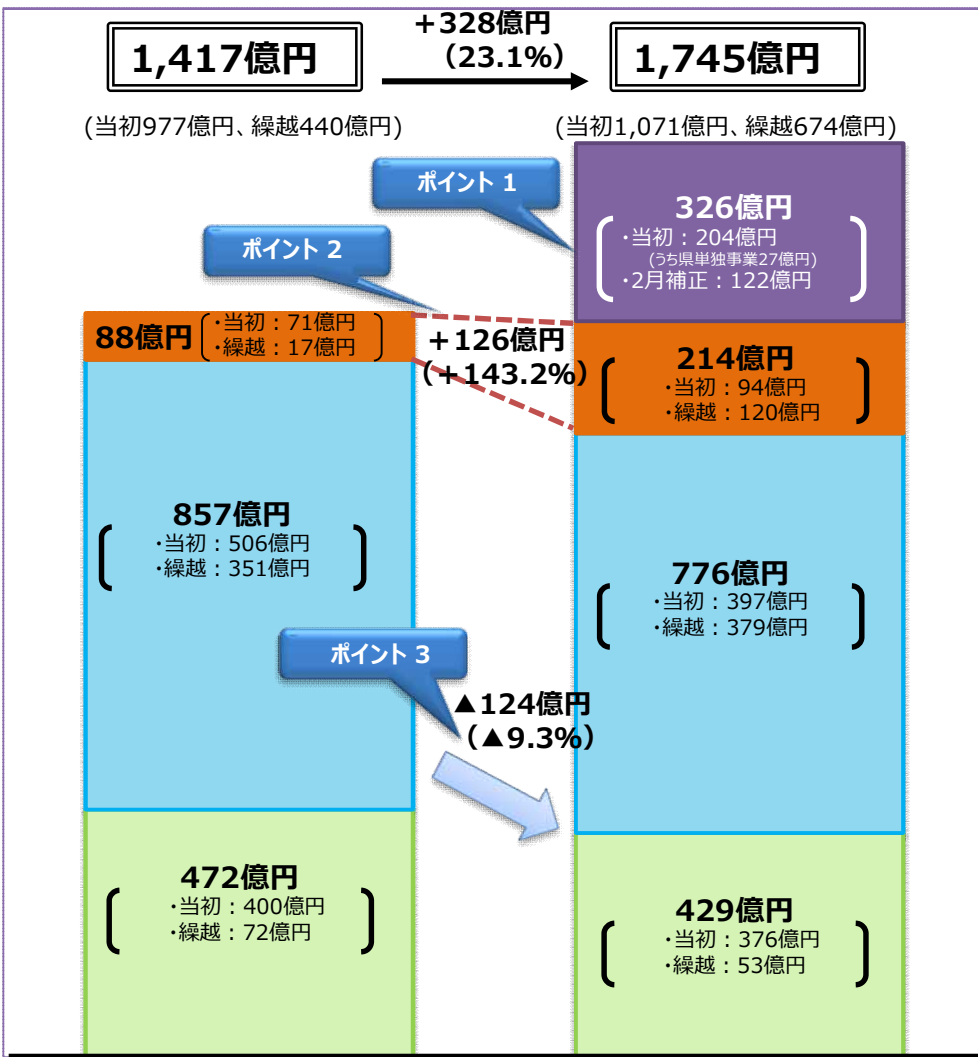 +328億円
（23.1%）
1,417億円
1,745億円
(当初977億円、繰越440億円)
(当初1,071億円、繰越674億円)
ポイント 1
326億円
・当初：204億円
(うち県単独事業27億円)
・2月補正：122億円
ポイント 2
88億円
・当初：71億円
・繰越：17億円
+126億円
（+143.2%）
214億円
・当初：94億円
・繰越：120億円
857億円
・当初：506億円
・繰越：351億円
776億円
・当初：397億円
・繰越：379億円
ポイント 3
▲124億円
（▲9.3%）
472億円
・当初：400億円
・繰越：72億円
429億円
・当初：376億円
・繰越：53億円